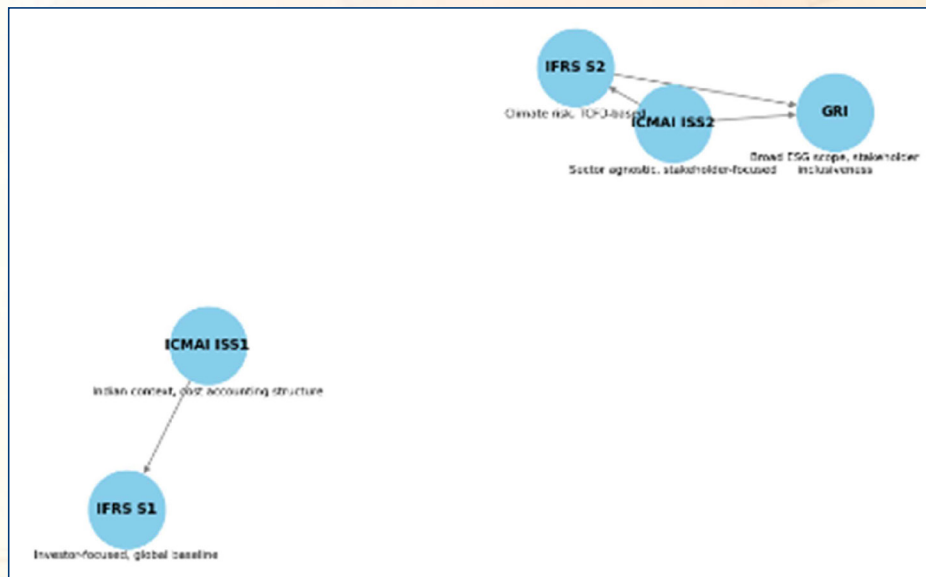 IFRS S2
Climate risk, TCFD-based
ICMAI ISS2
Sector agnostic, stakeholder-focused
GRI
Broad ESG scope, stakeholder
inclusiveness
ICMAI ISS1
Indian context, cost accounting structure
IFRS S1
Investor-focused, global baseline